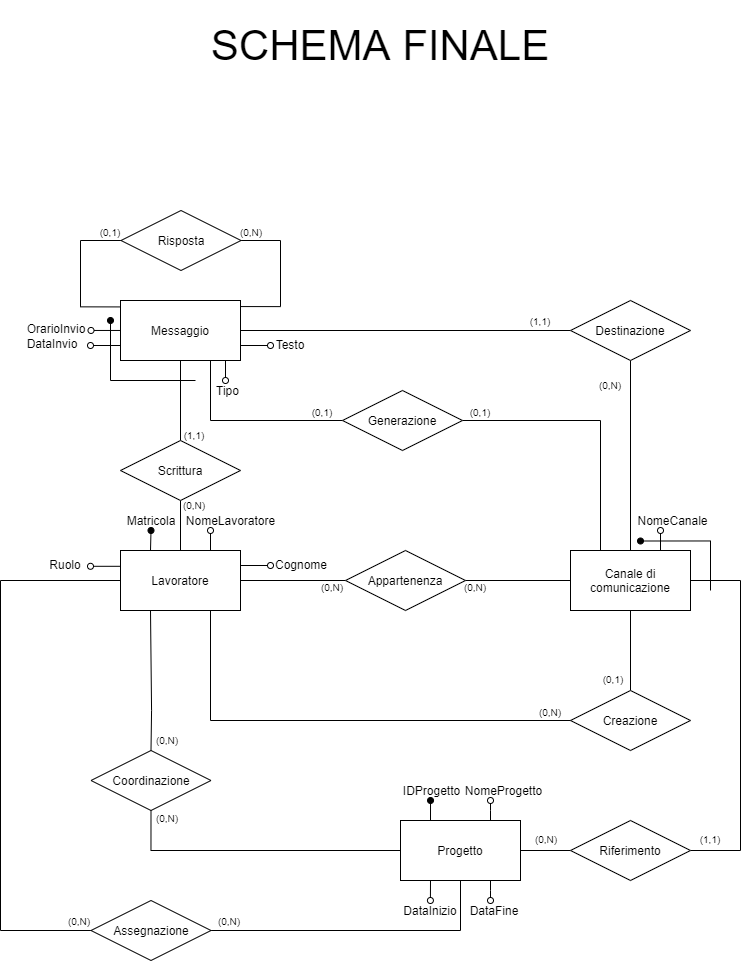 SCHEMA FINALE
(0,1)
(0,N)
Risposta
OrarioInvio
DataInvio
Messaggio
Testo
(1,1)
Destinazione
Tipo
(0,N)
(0,1)
Generazione
(0,1)
(1,1)
Scrittura
(0,N)
Matricola
NomeLavoratore
NomeCanale
Ruolo
Lavoratore
Cognome
(0,N)
Appartenenza
(0,N)
Canale di
comunicazione
(0,1)
(0,N)
Creazione
(0,N)
Coordinazione
(0,N)
IDProgetto
NomeProgetto
Progetto
(0,N)
Riferimento
(1,1)
DataInizio
DataFine
(0,N)
Assegnazione
(0,N)